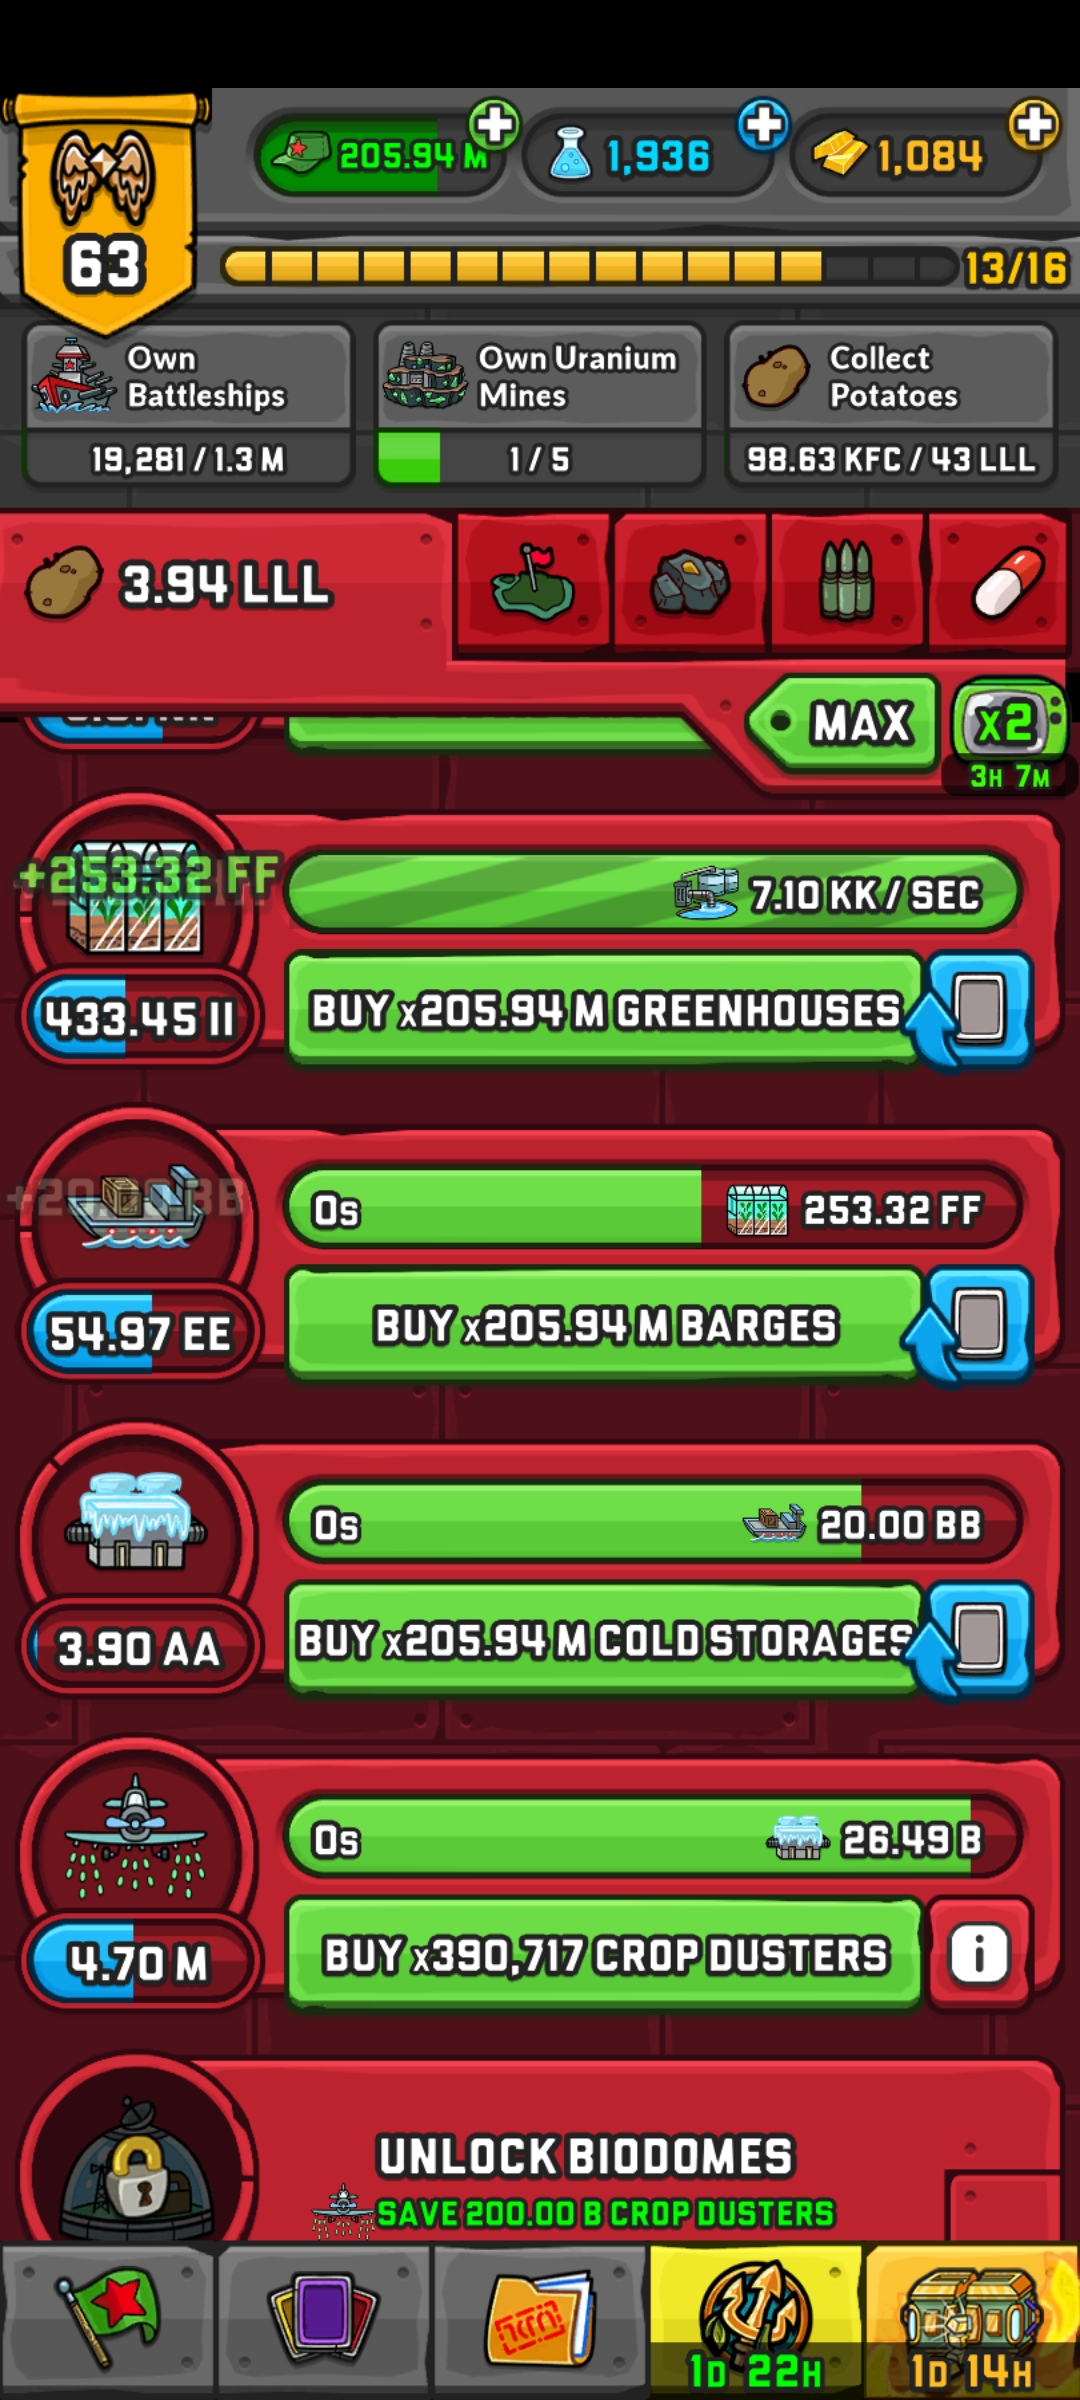 205.94 M
1,936
1,084
63
13/16
Own
Battleships
19,281 / 1.3 M
Own Uranium
Mines
1 / 5
Collect
Potatoes
98.63 KFC / 43 LLL
3.94 LLL
MAX
x2
3H 7M
+253.32 FF
7.10 KK / SEC
433.45 II
BUY x205.94 M GREENHOUSES
0s
253.32 FF
54.97 EE
BUY x205.94 M BARGES
0s
20.00 BB
3.90 AA
BUY x205.94 M COLD STORAGES
0s
26.49 B
4.70 M
BUY x390,717 CROP DUSTERS
i
UNLOCK BIODOMES
SAVE 200.00 B CROP DUSTERS
1D 22H
1D 14H